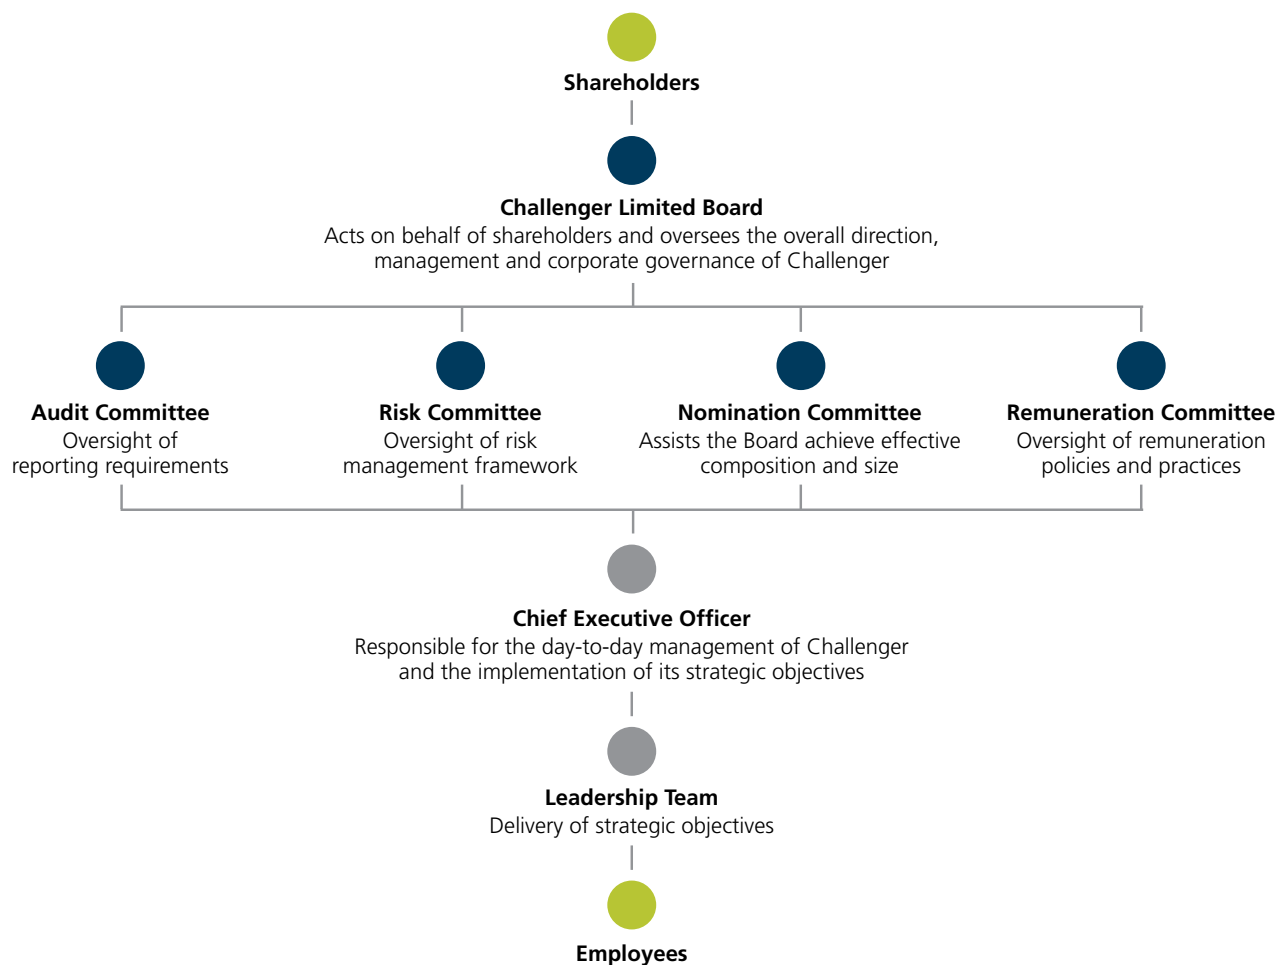 Shareholders
Challenger Limited Board
Acts on behalf of shareholders and oversees the overall direction,
management and corporate governance of Challenger
Audit Committee
Oversight of
reporting requirements
Risk Committee
Oversight of risk
management framework
Nomination Committee
Assists the Board achieve effective
composition and size
Remuneration Committee
Oversight of remuneration
policies and practices
Chief Executive Officer
Responsible for the day-to-day management of Challenger
and the implementation of its strategic objectives
Leadership Team
Delivery of strategic objectives
Employees